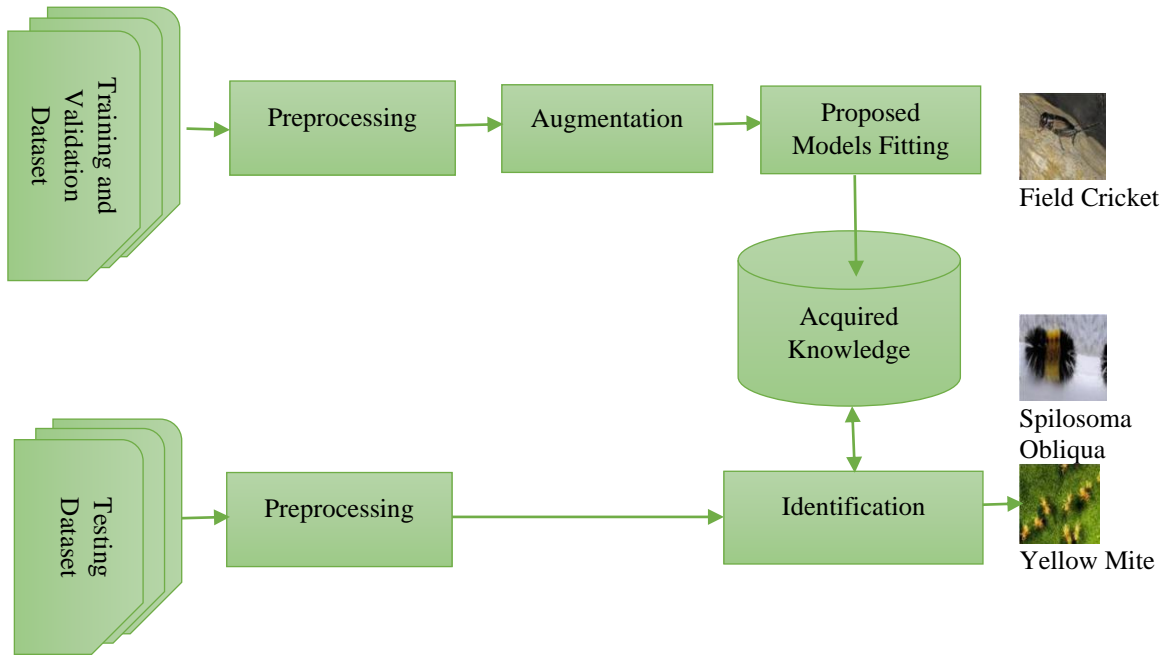 Training and
Validation
Dataset
Preprocessing
Augmentation
Proposed
Models Fitting
Field Cricket
Acquired
Knowledge
Spilosoma
Obliqua
Testing
Dataset
Preprocessing
Identification
Yellow Mite